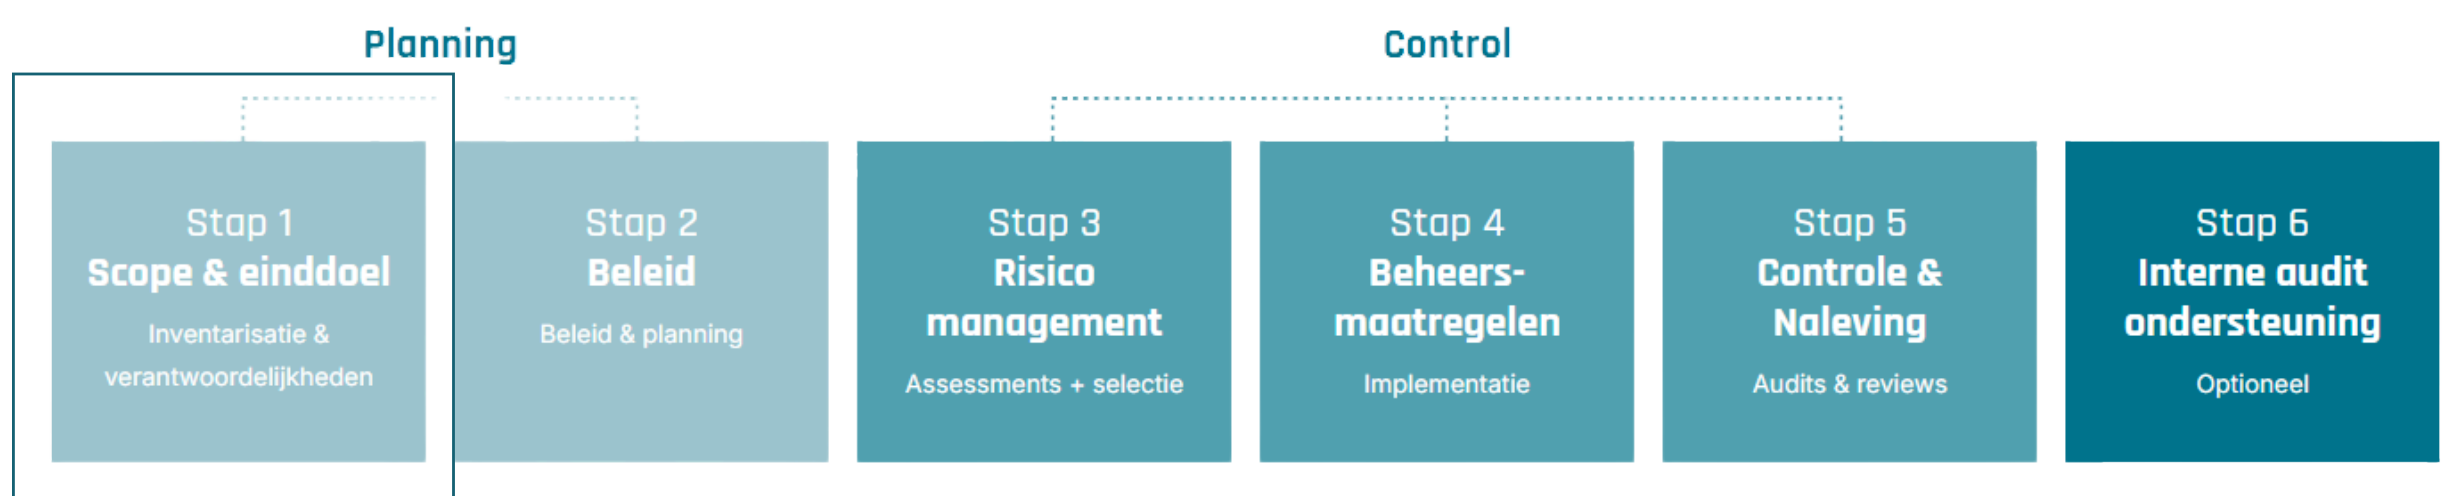 Planning
Control
Stap 1
Scope & einddoel
Inventarisatie &
verantwoordelijkheden
Stap 2
Beleid
Beleid & planning
Stap 3
Risico
management
Assessments + selectie
Stap 4
Beheers-
maatregelen
Implementatie
Stap 5
Controle &
Naleving
Audits & reviews
Stap 6
Interne audit
ondersteuning
Optioneel